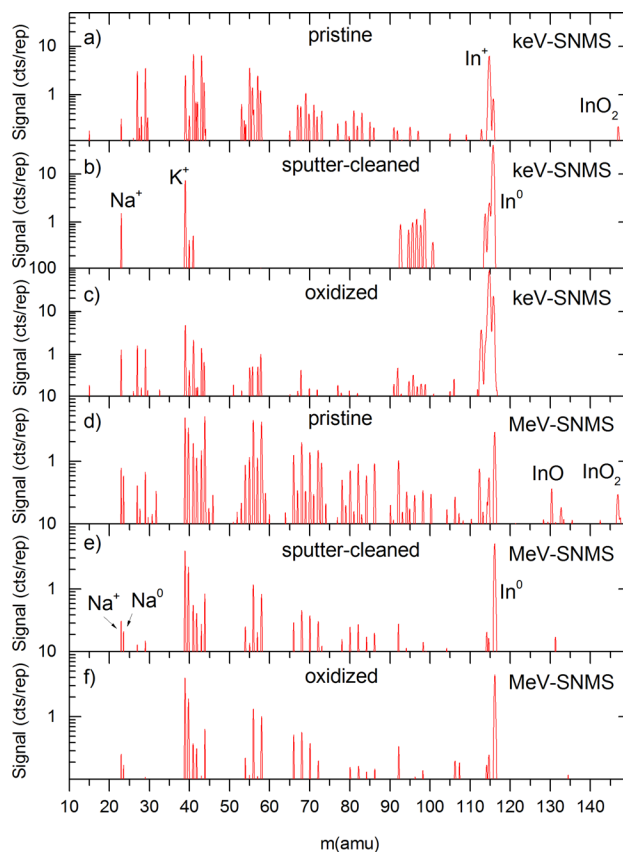 a) pristine keV-SNMS
In⁺
InO₂
10
1
Signal (cts/rep)
b) sputter-cleaned keV-SNMS
Na⁺
K⁺
In⁰
10
1
Signal (cts/rep)
100
c) oxidized keV-SNMS
10
1
Signal (cts/rep)
10
d) pristine MeV-SNMS
InO
InO₂
1
Signal (cts/rep)
10
e) sputter-cleaned MeV-SNMS
Na⁺
Na⁰
In⁰
1
Signal (cts/rep)
10
f) oxidized MeV-SNMS
1
Signal (cts/rep)
10 20 30 40 50 60 70 80 90 100 110 120 130 140
m(amu)